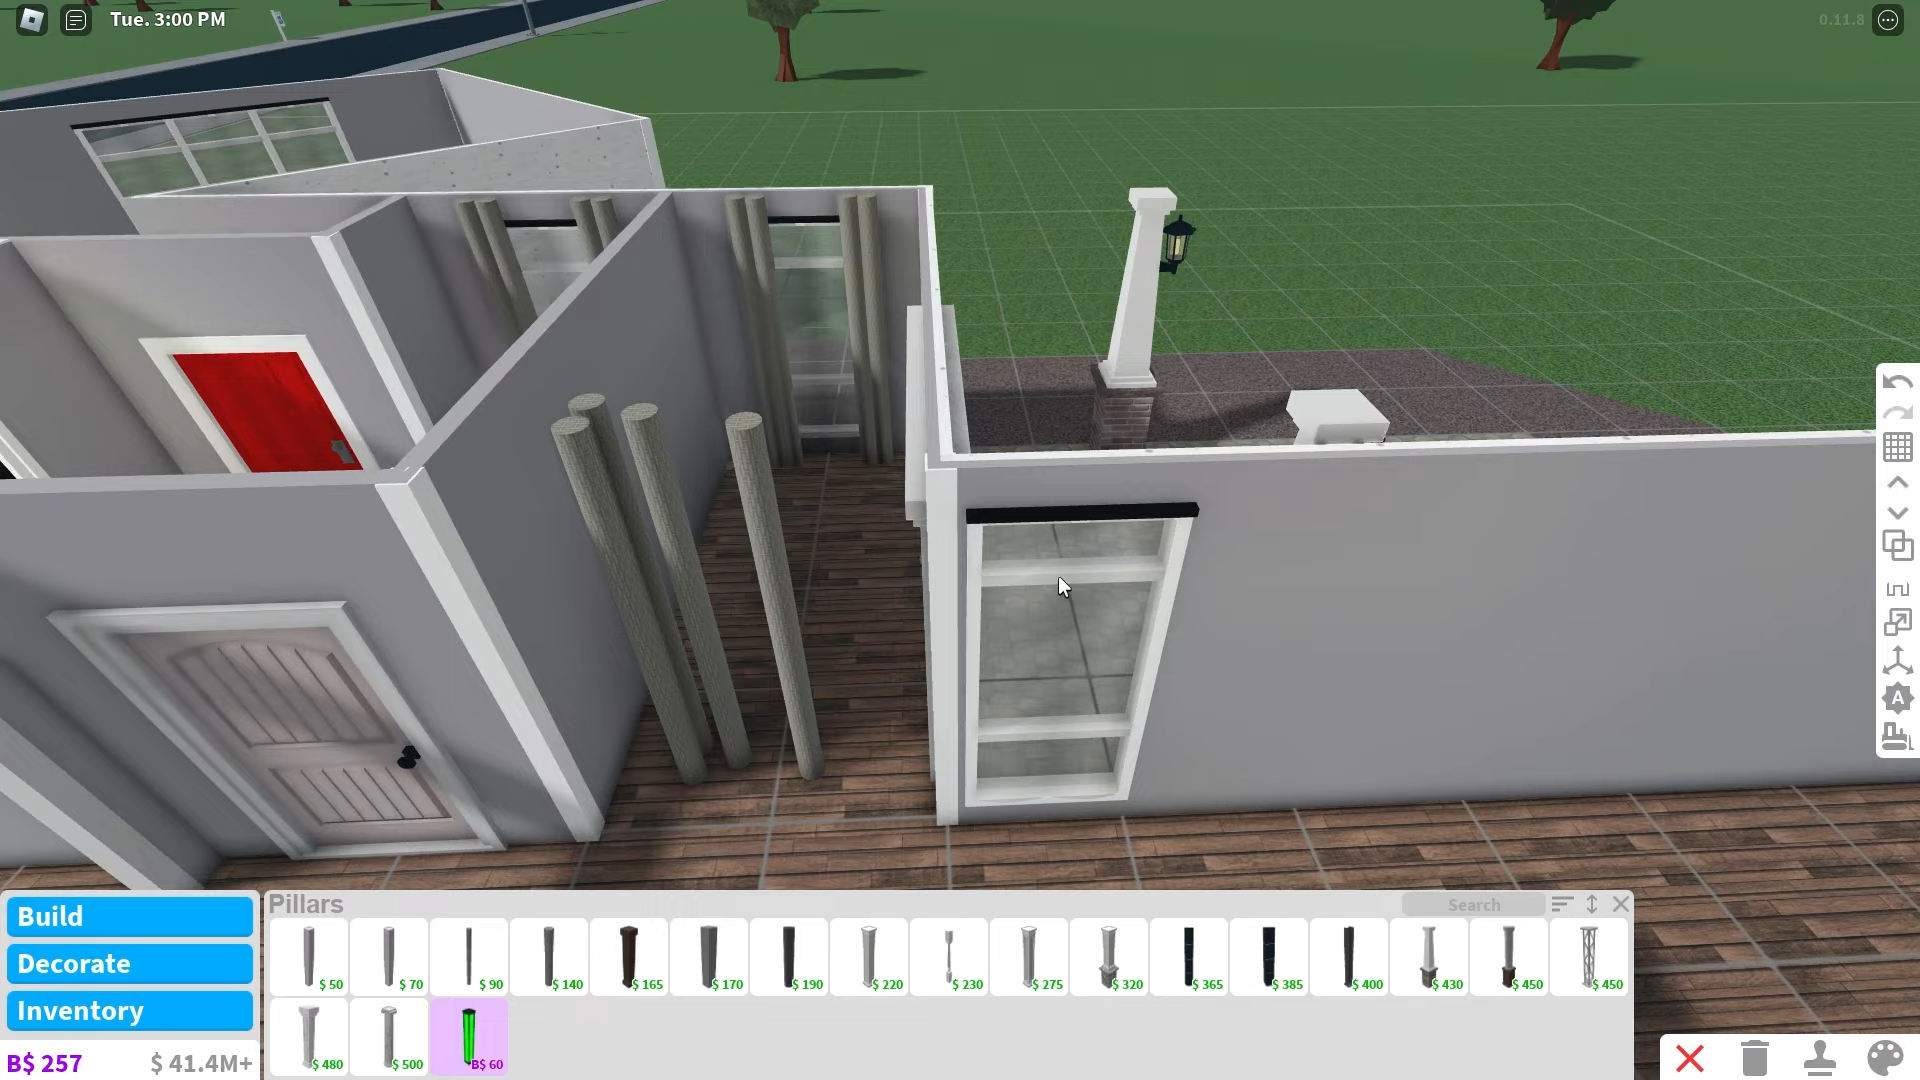 Tue. 3:00 PM
0.11.8
A
Build
Decorate
Inventory
B$ 257 $ 41.4M+
Pillars
Search
$ 50 $ 70 $ 90 $ 140 $ 165 $ 170 $ 190 $ 220 $ 230 $ 275 $ 320 $ 365 $ 385 $ 400 $ 430 $ 450 $ 450
$ 480 $ 500 B$ 60